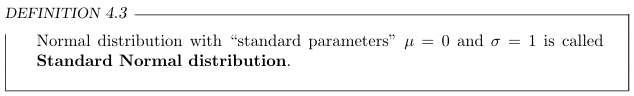 DEFINITION 4.3
Normal distribution with “standard parameters” μ = 0 and σ = 1 is called
Standard Normal distribution.